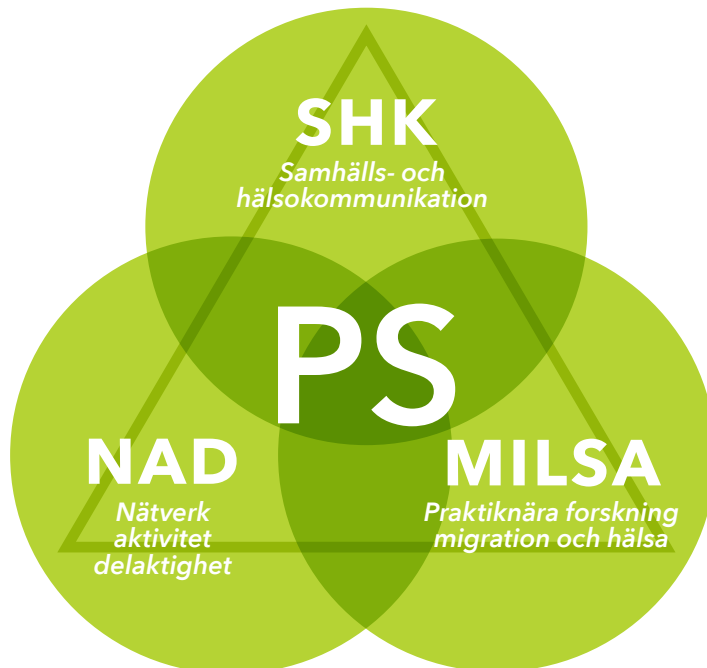 SHK
Samhälls- och
hälsokommunikation
PS
NAD
Nätverk
aktivitet
delaktighet
MILSA
Praktiknära forskning
migration och hälsa